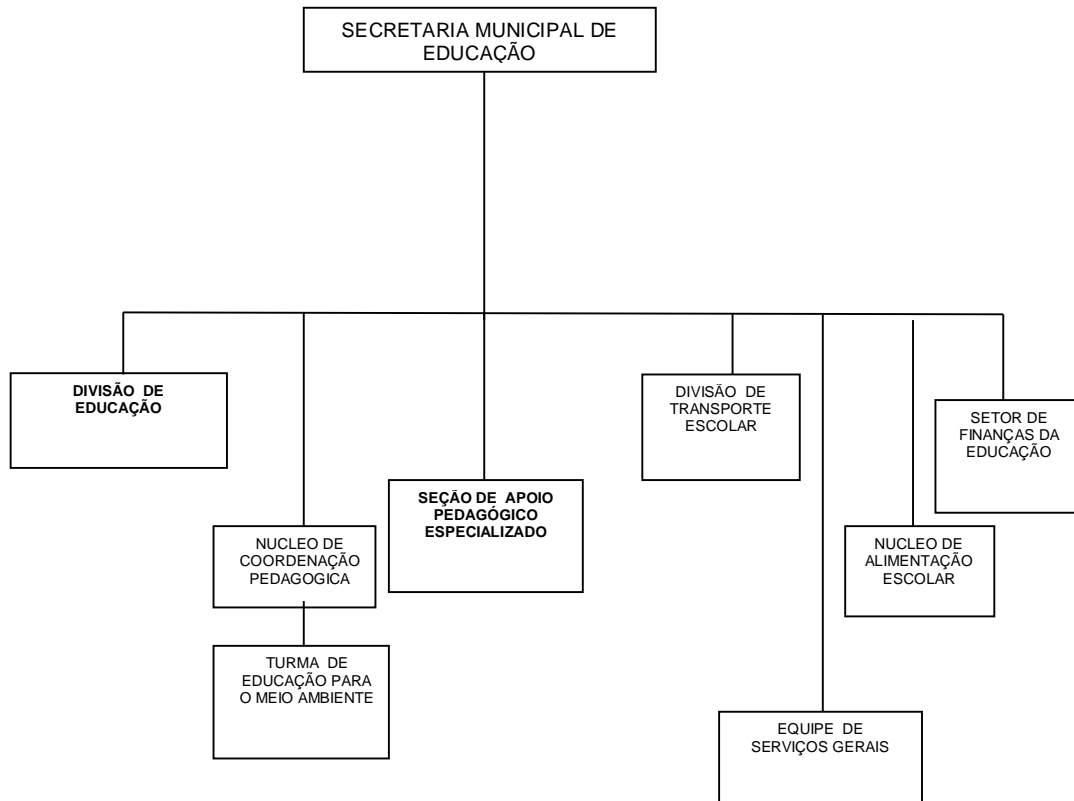 SECRETARIA MUNICIPAL DE
EDUCAÇÃO
DIVISÃO DE
EDUCAÇÃO
DIVISÃO DE
TRANSPORTE
ESCOLAR
SETOR DE
FINANÇAS DA
EDUCAÇÃO
SEÇÃO DE APOIO
PEDAGÓGICO
ESPECIALIZADO
NUCLEO DE
COORDENAÇÃO
PEDAGOGICA
NUCLEO DE
ALIMENTAÇÃO
ESCOLAR
TURMA DE
EDUCAÇÃO PARA
O MEIO AMBIENTE
EQUIPE DE
SERVIÇOS GERAIS